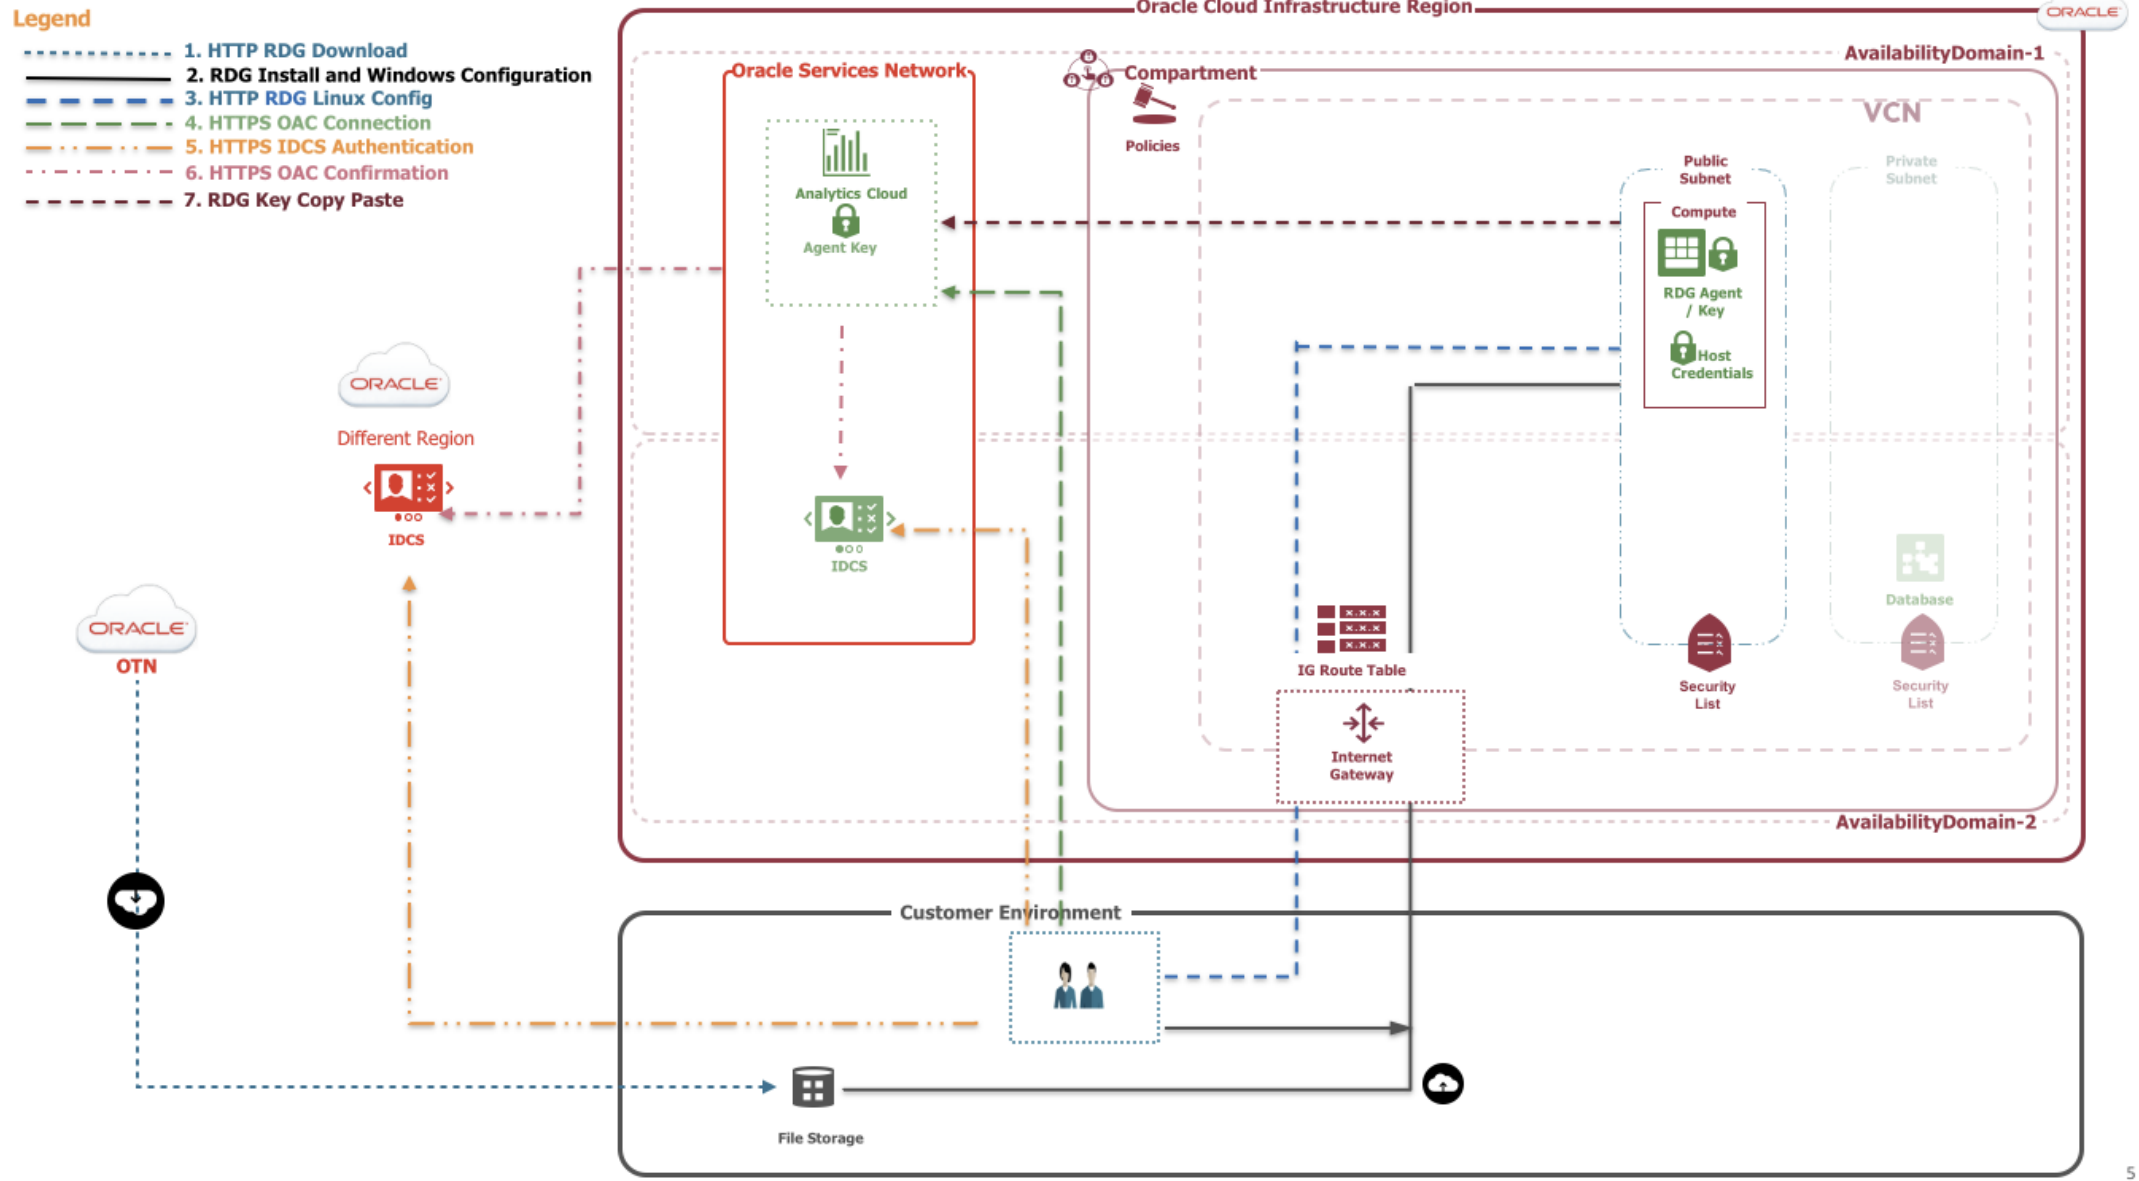 Legend
1. HTTP RDG Download
2. RDG Install and Windows Configuration
3. HTTP RDG Linux Config
4. HTTPS OAC Connection
5. HTTPS IDCS Authentication
6. HTTPS OAC Confirmation
7. RDG Key Copy Paste
Oracle Cloud Infrastructure Region
ORACLE
AvailabilityDomain-1
Oracle Services Network
Compartment
Policies
VCN
Analytics Cloud
Agent Key
Public
Subnet
Private
Subnet
Compute
RDG Agent
/ Key
Host
Credentials
ORACLE
Different Region
IDCS
IDCS
Database
ORACLE
OTN
x.x.x
x.x.x
x.x.x
IG Route Table
Security
List
Security
List
Internet
Gateway
AvailabilityDomain-2
Customer Environment
File Storage
5